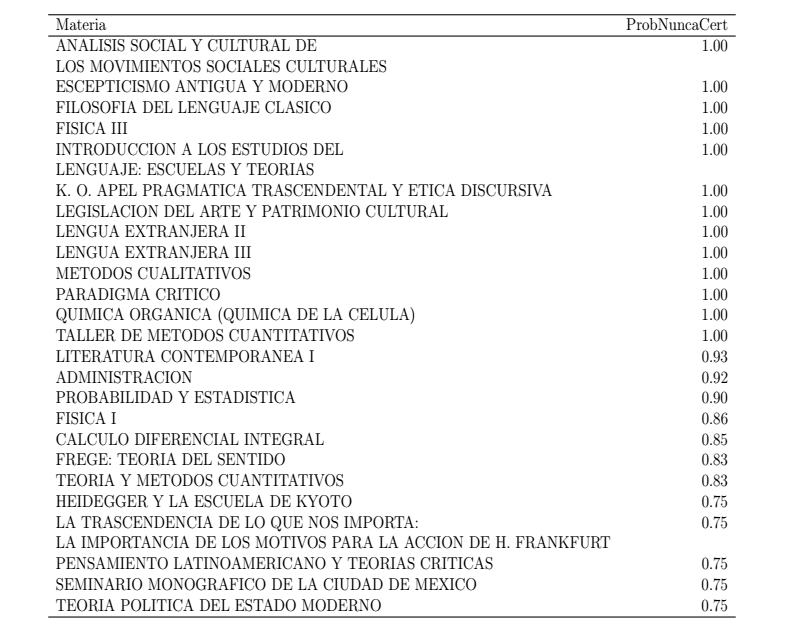 Materia ProbNuncaCert
ANALISIS SOCIAL Y CULTURAL DE 1.00
LOS MOVIMIENTOS SOCIALES CULTURALES
ESCEPTICISMO ANTIGUA Y MODERNO 1.00
FILOSOFIA DEL LENGUAJE CLASICO 1.00
FISICA III 1.00
INTRODUCCION A LOS ESTUDIOS DEL 1.00
LENGUAJE: ESCUELAS Y TEORIAS
K. O. APEL PRAGMATICA TRASCENDENTAL Y ETICA DISCURSIVA 1.00
LEGISLACION DEL ARTE Y PATRIMONIO CULTURAL 1.00
LENGUA EXTRANJERA II 1.00
LENGUA EXTRANJERA III 1.00
METODOS CUALITATIVOS 1.00
PARADIGMA CRITICO 1.00
QUIMICA ORGANICA (QUIMICA DE LA CELULA) 1.00
TALLER DE METODOS CUANTITATIVOS 1.00
LITERATURA CONTEMPORANEA I 0.93
ADMINISTRACION 0.92
PROBABILIDAD Y ESTADISTICA 0.90
FISICA I 0.86
CALCULO DIFERENCIAL INTEGRAL 0.85
FREGE: TEORIA DEL SENTIDO 0.83
TEORIA Y METODOS CUANTITATIVOS 0.83
HEIDEGGER Y LA ESCUELA DE KYOTO 0.75
LA TRASCENDENCIA DE LO QUE NOS IMPORTA: 0.75
LA IMPORTANCIA DE LOS MOTIVOS PARA LA ACCION DE H. FRANKFURT
PENSAMIENTO LATINOAMERICANO Y TEORIAS CRITICAS 0.75
SEMINARIO MONOGRAFICO DE LA CIUDAD DE MEXICO 0.75
TEORIA POLITICA DEL ESTADO MODERNO 0.75